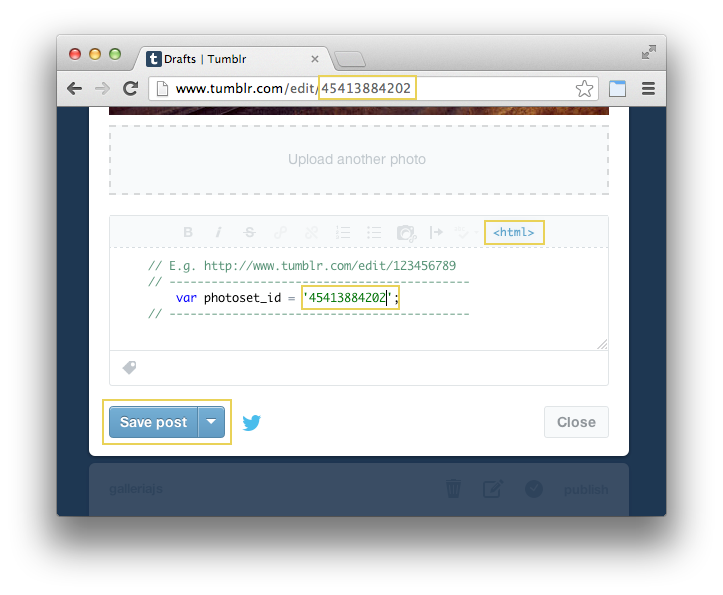 Drafts | Tumblr
www.tumblr.com/edit/45413884202
Upload another photo
B i S <html>
// E.g. http://www.tumblr.com/edit/123456789
// -------------------------------------------
var photoset_id = '45413884202';
// -------------------------------------------
Save post
Close
galleriajs publish